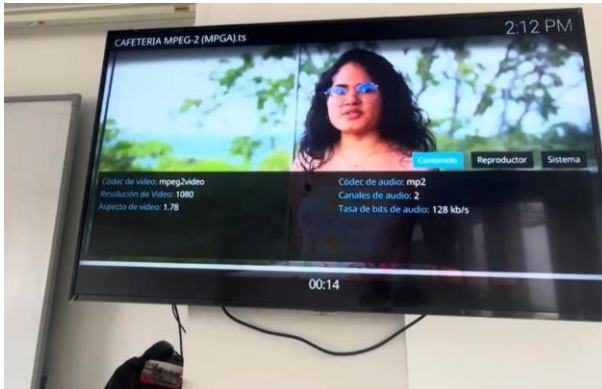 2:12 PM
CAFETERIA MPEG-2 (MPGA).ts
Contenido Reproductor Sistema
Códec de video: mpeg2video
Resolución de Video: 1080
Aspecto de video: 1.78
Códec de audio: mp2
Canales de audio: 2
Tasa de bits de audio: 128 kb/s
00:14